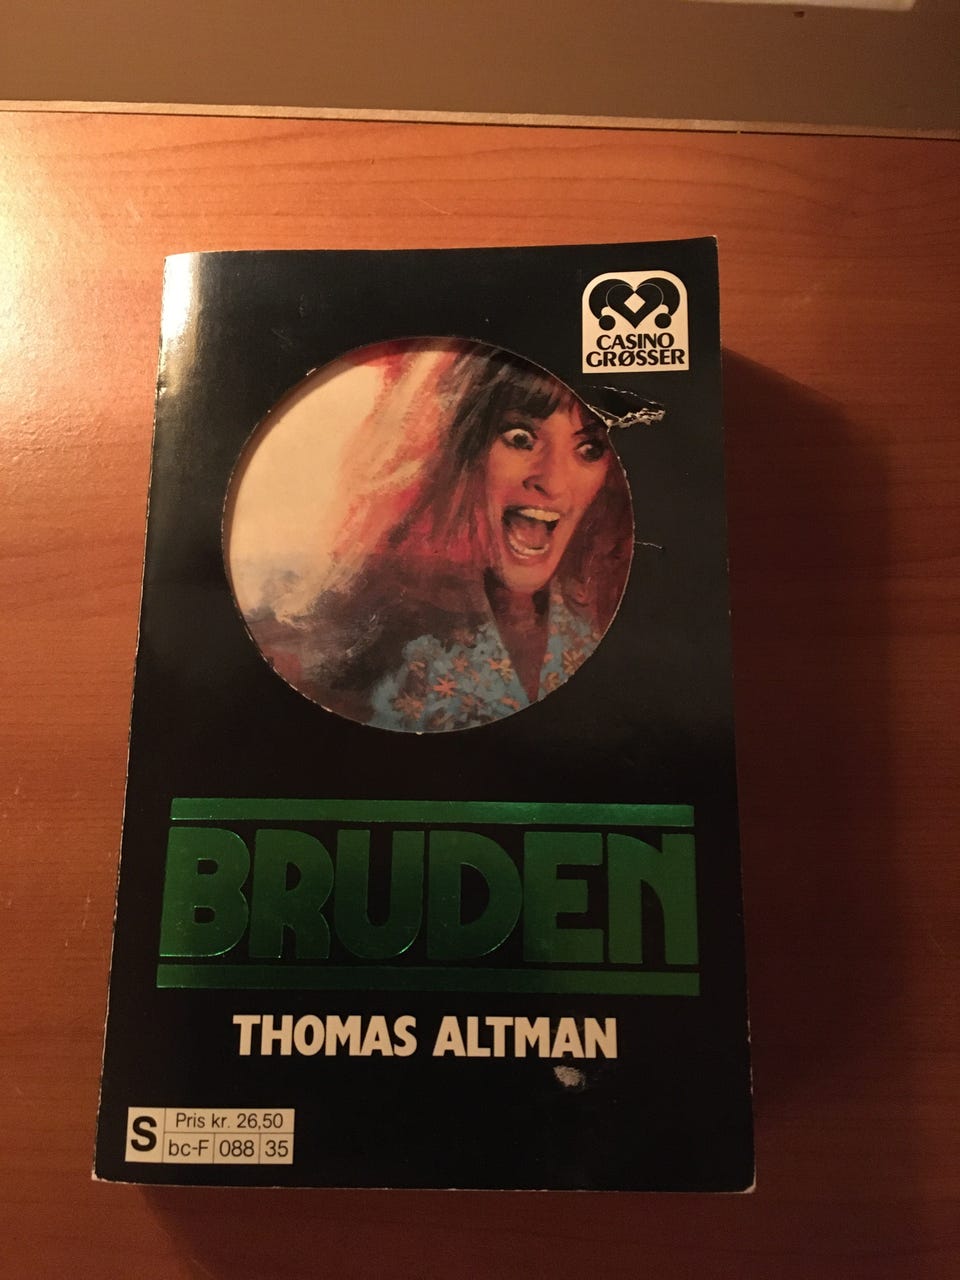 CASINO
GRØSSER
BRUDEN
THOMAS ALTMAN
S
Pris kr. 26,50
bc-F 088 35